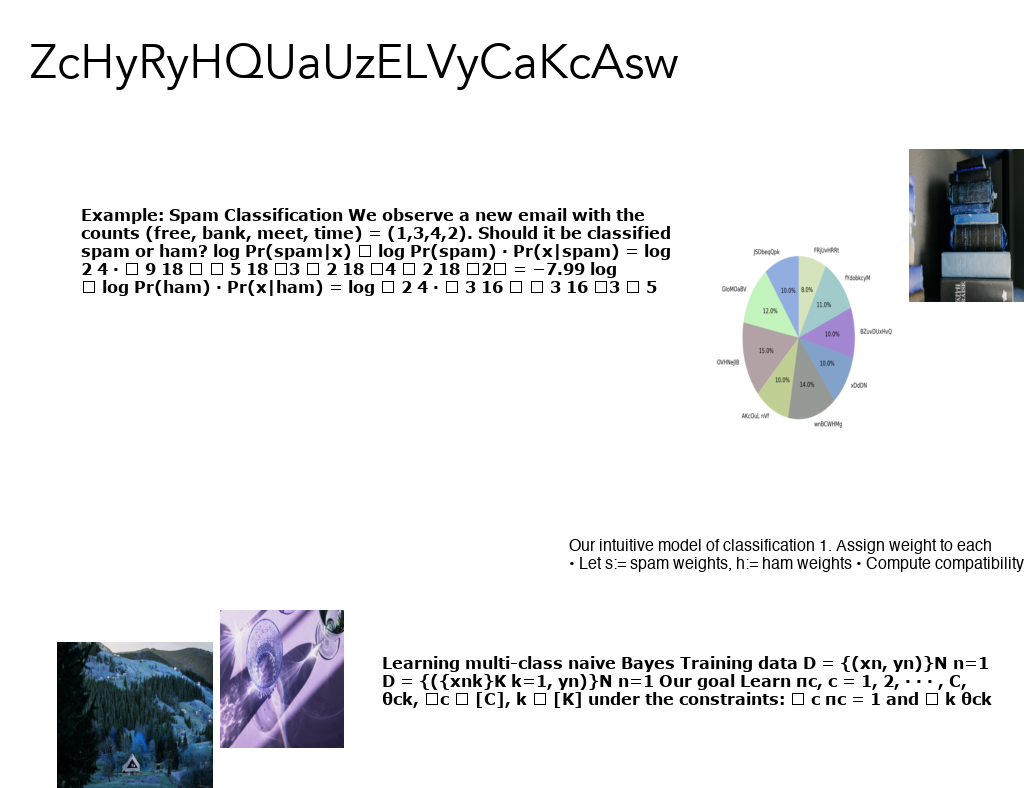 ZcHyRyHQUaUzELVyCaKcAsw
Example: Spam Classification We observe a new email with the
counts (free, bank, meet, time) = (1,3,4,2). Should it be classified
spam or ham? log Pr(spam|x) □ log Pr(spam) · Pr(x|spam) = log
2 4 · □ 9 18 □ □ 5 18 □3 □ 2 18 □4 □ 2 18 □2□ = −7.99 log
□ log Pr(ham) · Pr(x|ham) = log □ 2 4 · □ 3 16 □ □ 3 16 □3 □ 5
JSDbeqQpk
FRjUvHRRt
GloMOaBV
fYdobkcyM
10.0%
8.0%
11.0%
12.0%
BZuvDUxHvQ
10.0%
15.0%
10.0%
xDdDN
10.0%
14.0%
AKcOuL nVf
wnBCWHMg
Our intuitive model of classification 1. Assign weight to each
• Let s:= spam weights, h:= ham weights • Compute compatibility
Learning multi-class naive Bayes Training data D = {(xn, yn)}N n=1
D = {({xnk}K k=1, yn)}N n=1 Our goal Learn πc, c = 1, 2, · · · , C,
θck, □c □ [C], k □ [K] under the constraints: □ c πc = 1 and □ k θck